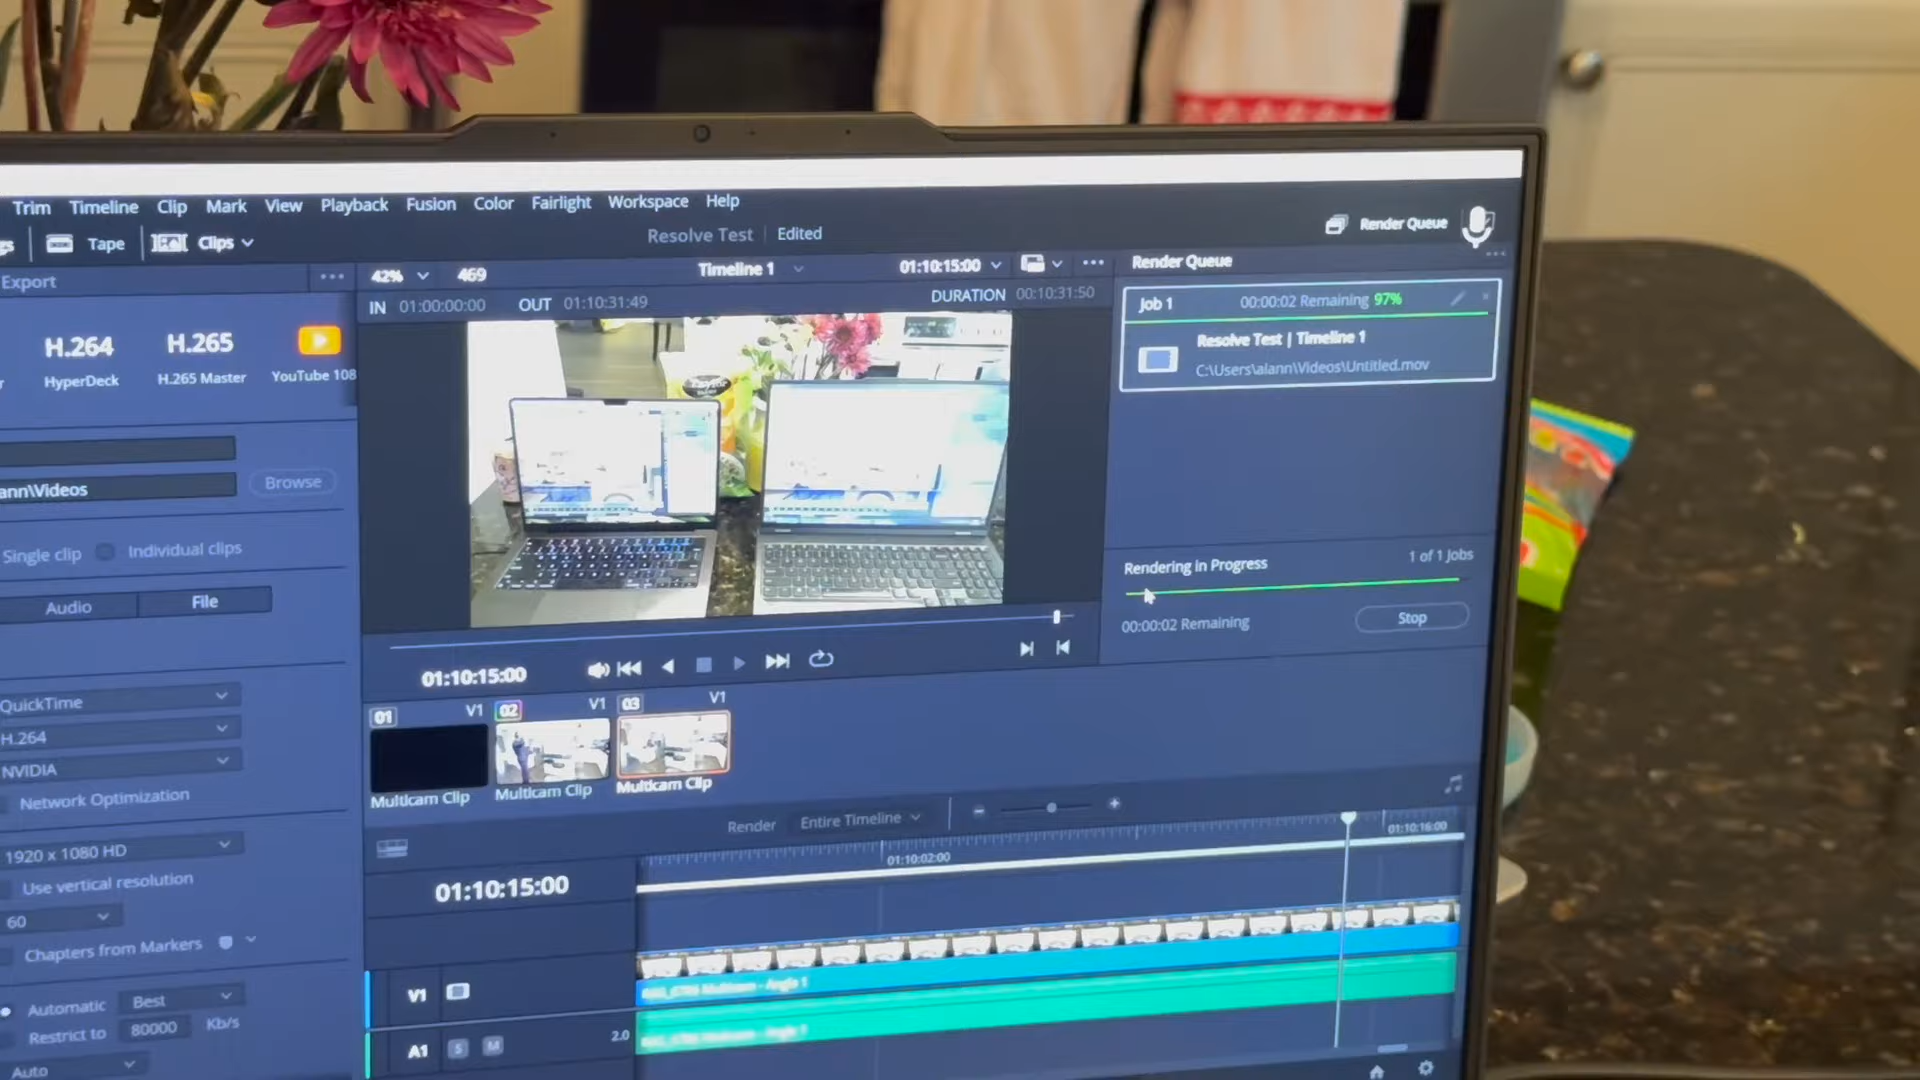 Trim Timeline Clip Mark View Playback Fusion Color Fairlight Workspace Help
gs Tape Clips
Resolve Test Edited
Render Queue
Export
42% 469 Timeline 1 01:10:15:00
IN 01:00:00:00 OUT 01:10:31:49 DURATION 00:10:31:50
Render Queue
Job 1 00:00:02 Remaining 97%
Resolve Test | Timeline 1
C:\Users\alann\Videos\Untitled.mov
H.264 H.265
r HyperDeck H.265 Master YouTube 108
ann\Videos Browse
Single clip Individual clips
Audio File
Rendering in Progress 1 of 1 Jobs
00:00:02 Remaining Stop
01:10:15:00
QuickTime
H.264
NVIDIA
Network Optimization
1920 x 1080 HD
Use vertical resolution
60
Chapters from Markers
Automatic Best
Restrict to 80000 Kb/s
Auto
01 V1 02 V1 03 V1
Multicam Clip Multicam Clip Multicam Clip
Render Entire Timeline
01:10:02:00 01:10:16:00
01:10:15:00
V1
Multicam - Angle 1
A1 S M 2.0
Multicam - Angle 1